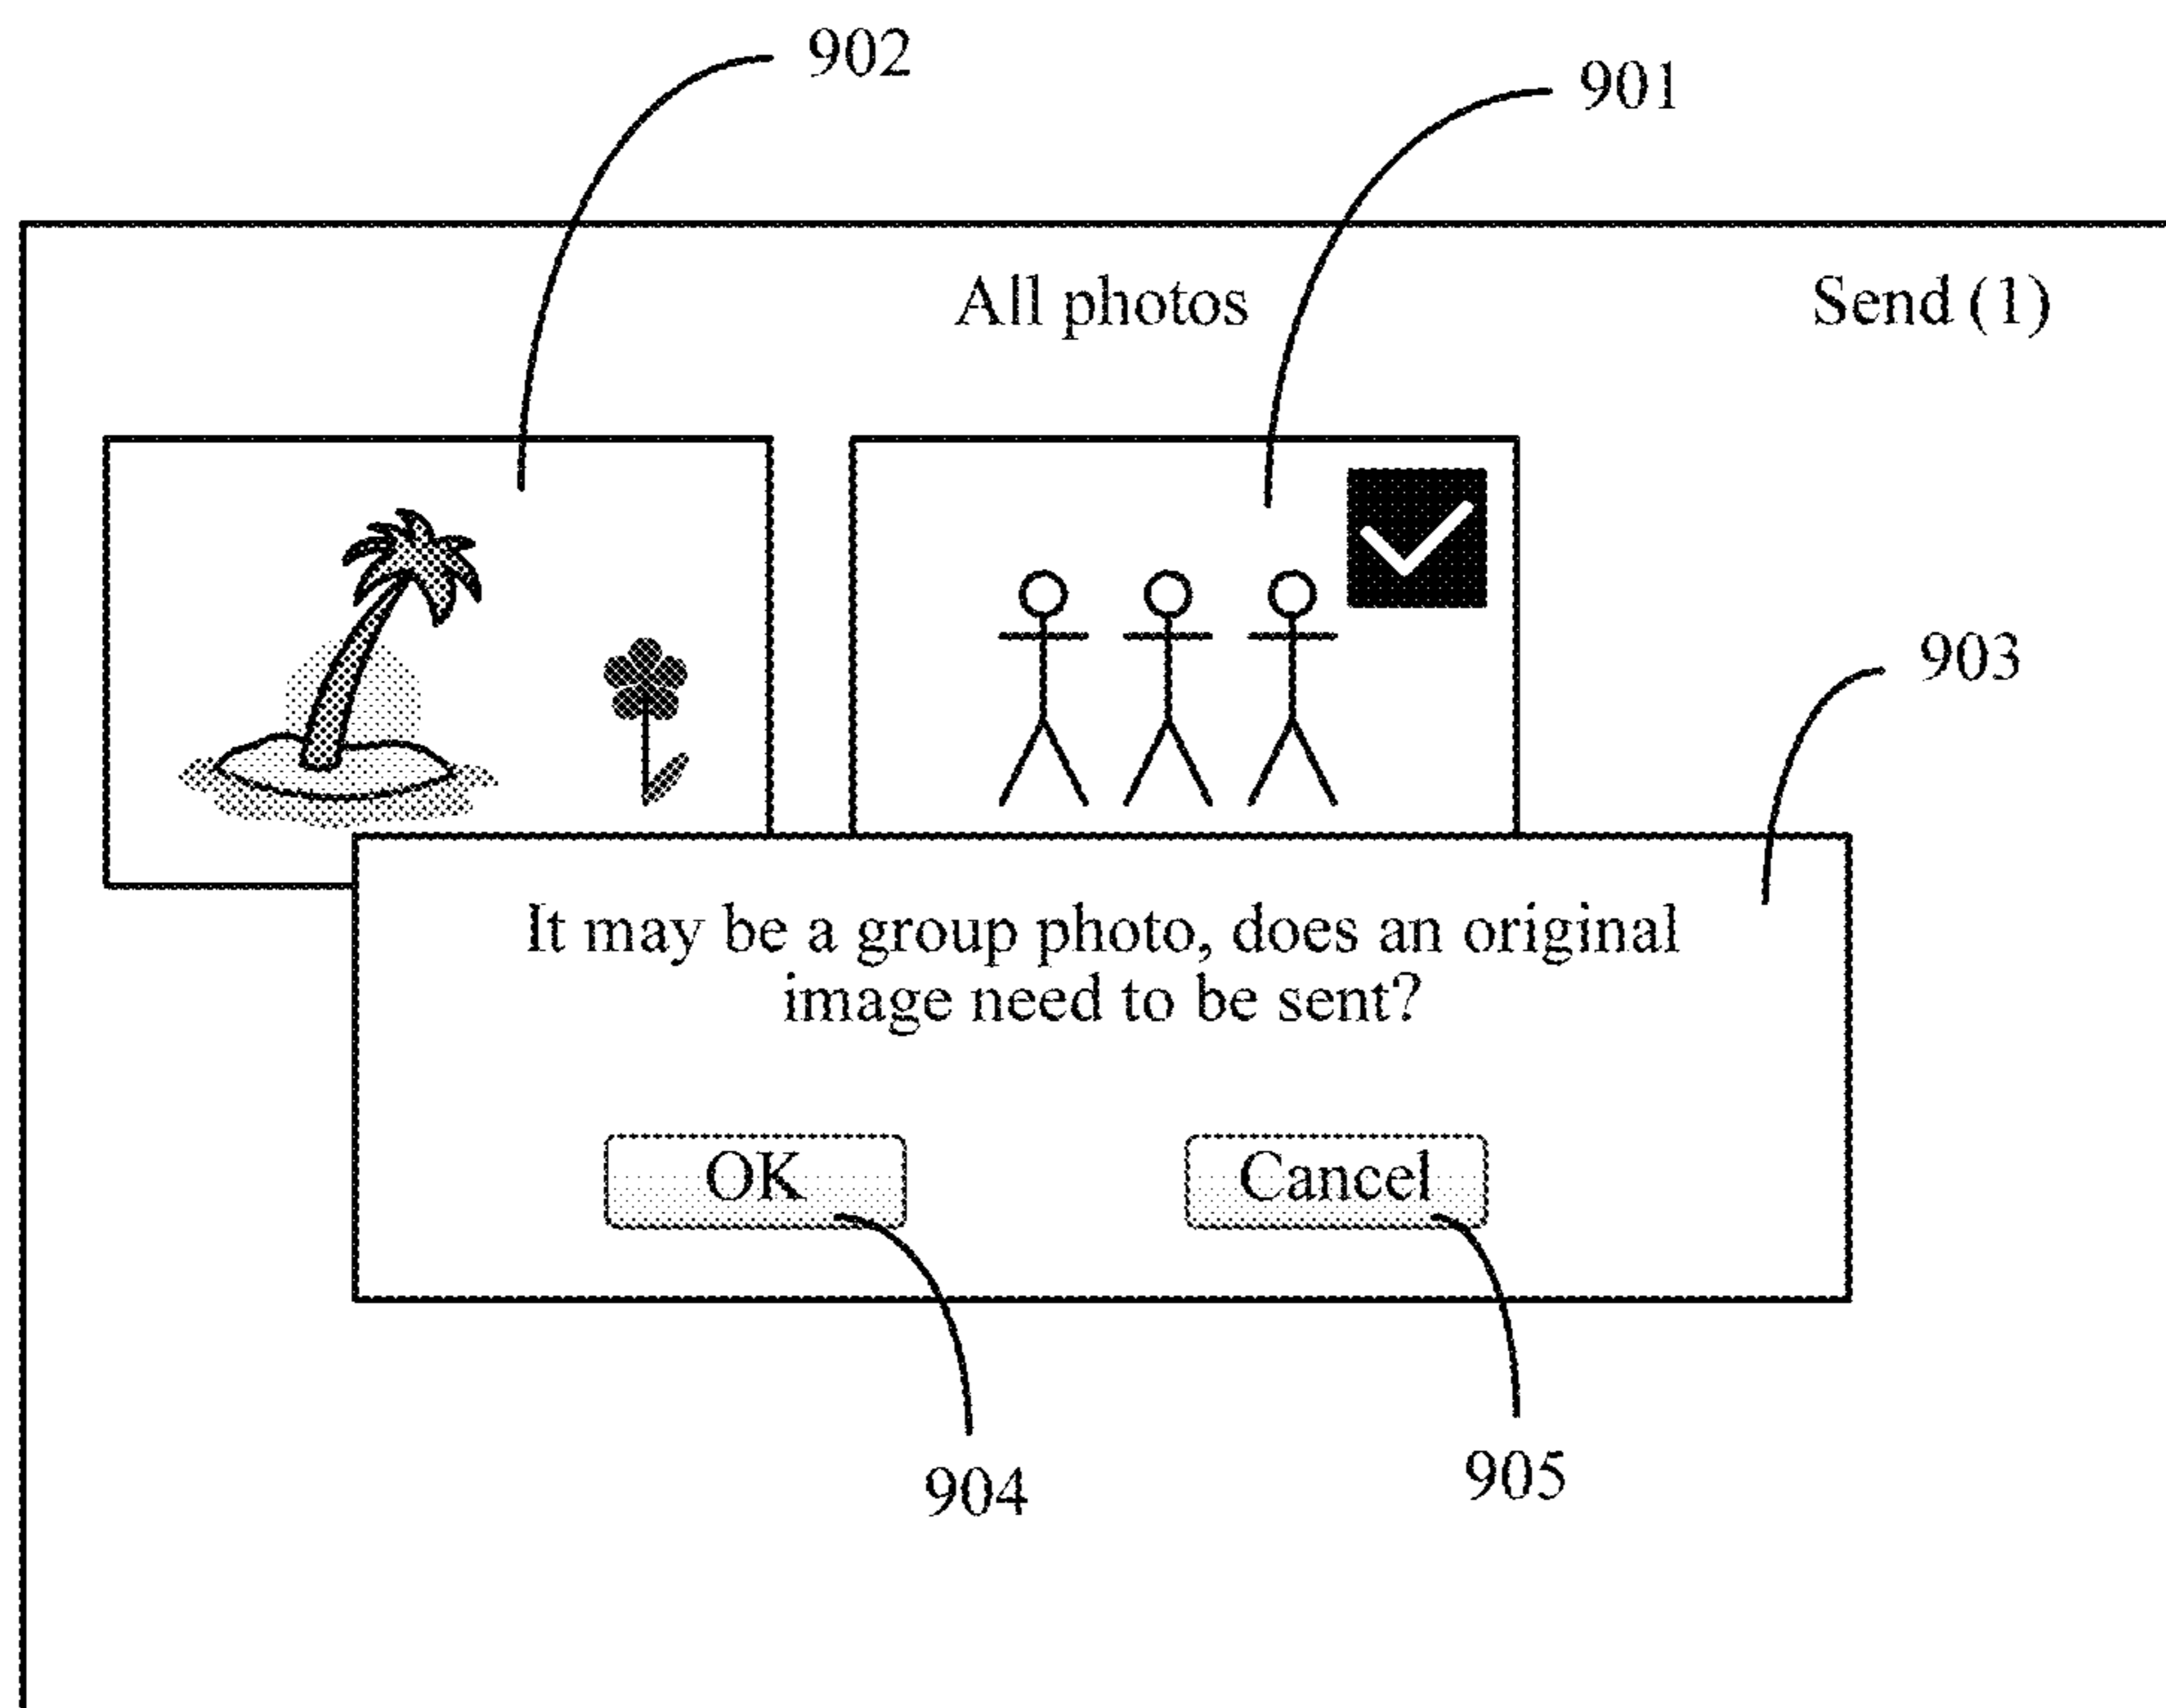 902
901
All photos
Send (1)
903
It may be a group photo, does an original
image need to be sent?
OK
Cancel
904
905